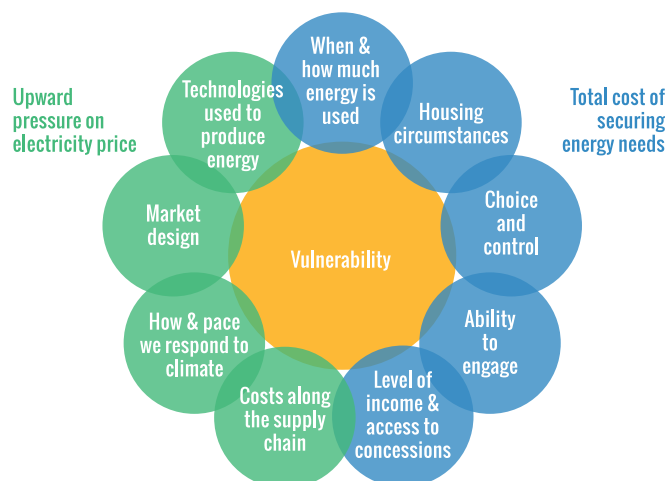 Upward
pressure on
electricity price
Total cost of
securing
energy needs
When &
how much
energy is
used
Housing
circumstances
Choice
and
control
Ability
to
engage
Level of
income &
access to
concessions
Costs along
the supply
chain
How & pace
we respond to
climate
Market
design
Technologies
used to
produce
energy
Vulnerability